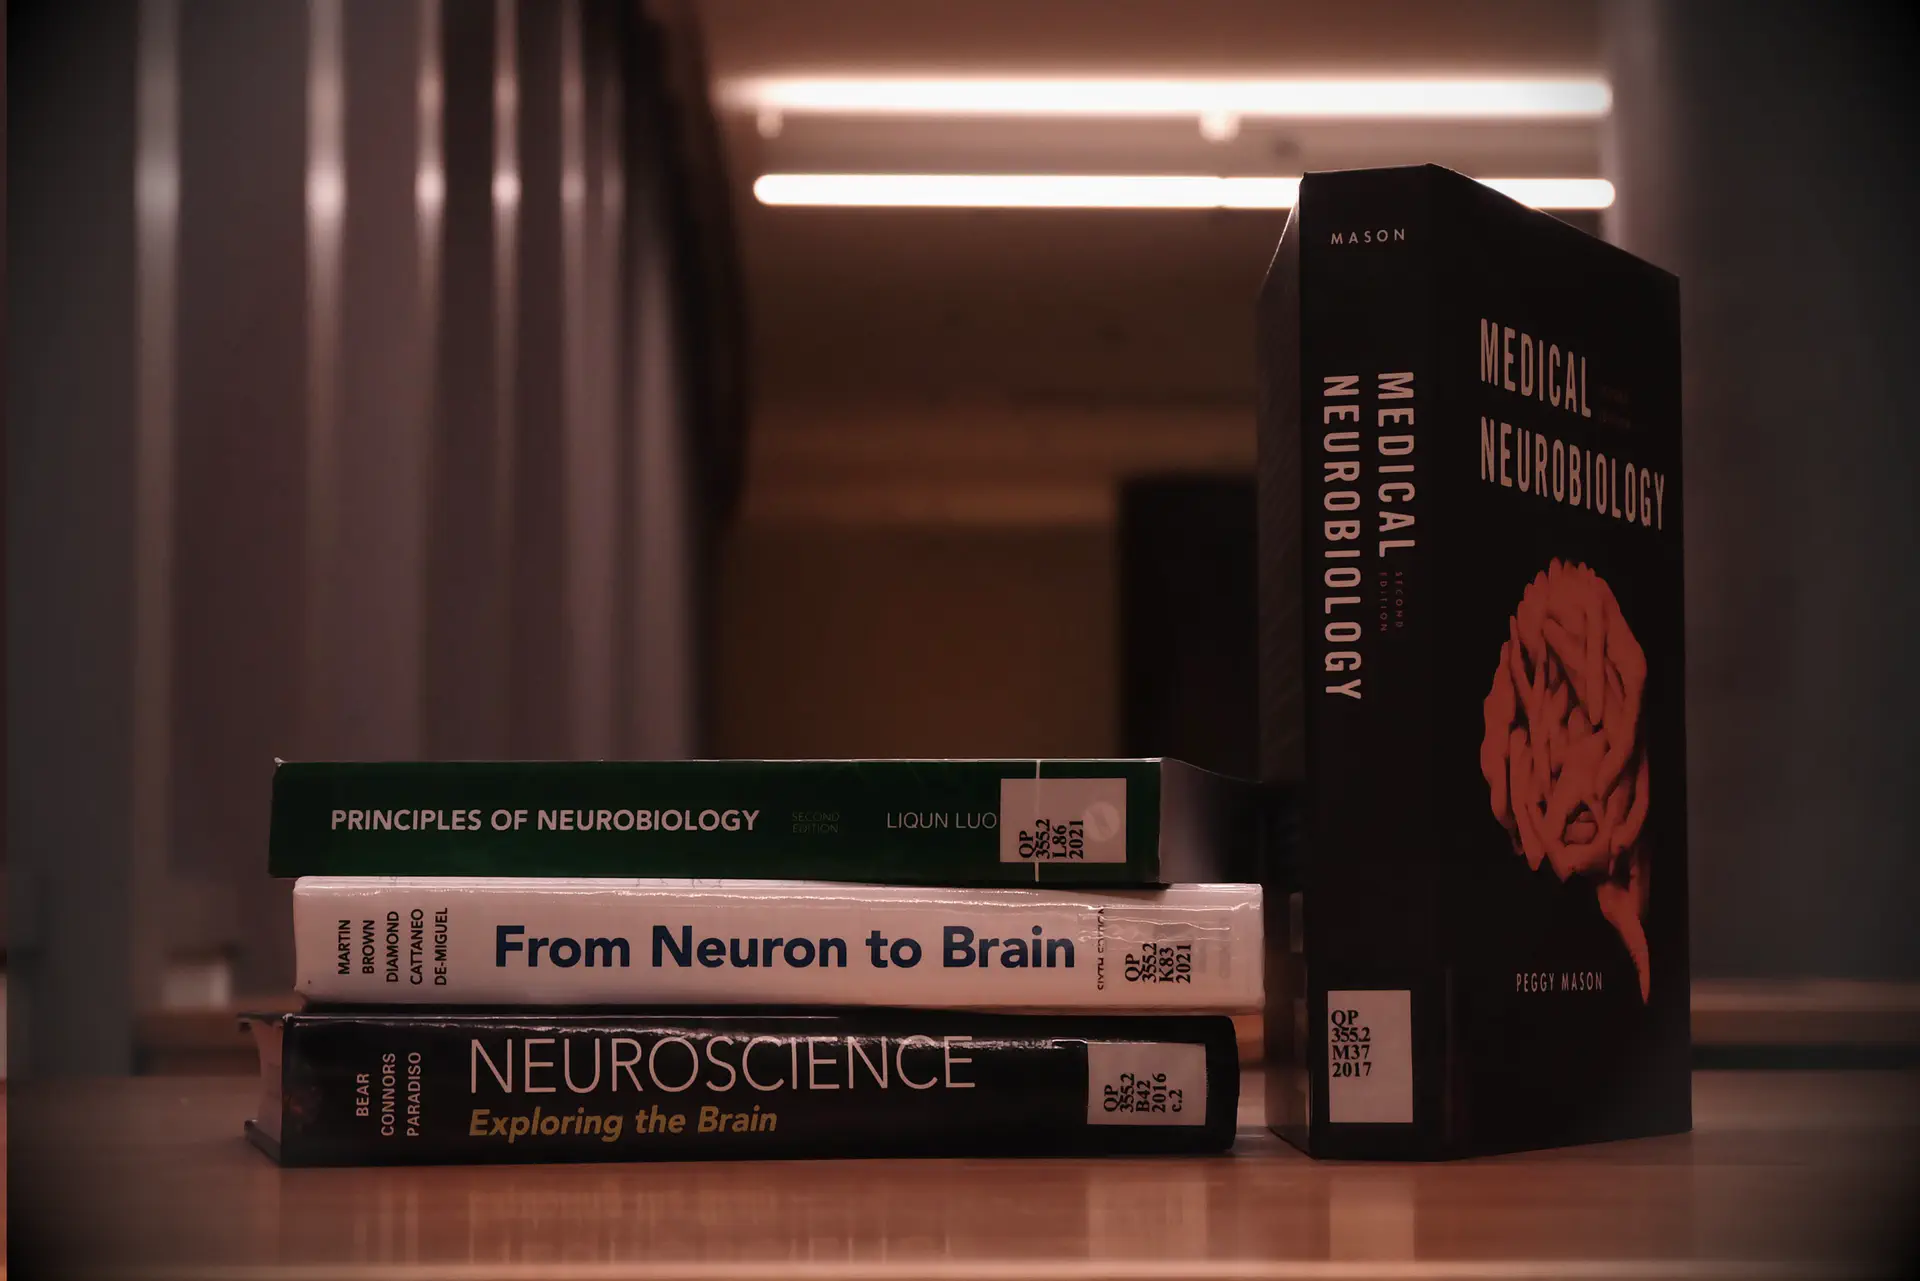 PRINCIPLES OF NEUROBIOLOGY
SECOND
EDITION
LIQUN LUO
QP
355.2
L86
2021
MARTIN
BROWN
DIAMOND
CATTANEO
DE-MIGUEL
From Neuron to Brain
SIXTH EDITION
QP
355.2
K83
2021
BEAR
CONNORS
PARADISO
NEUROSCIENCE
Exploring the Brain
QP
355.2
B42
2016
c.2
MASON
MEDICAL
NEUROBIOLOGY
SECOND
EDITION
QP
355.2
M37
2017
MEDICAL
NEUROBIOLOGY
PEGGY MASON